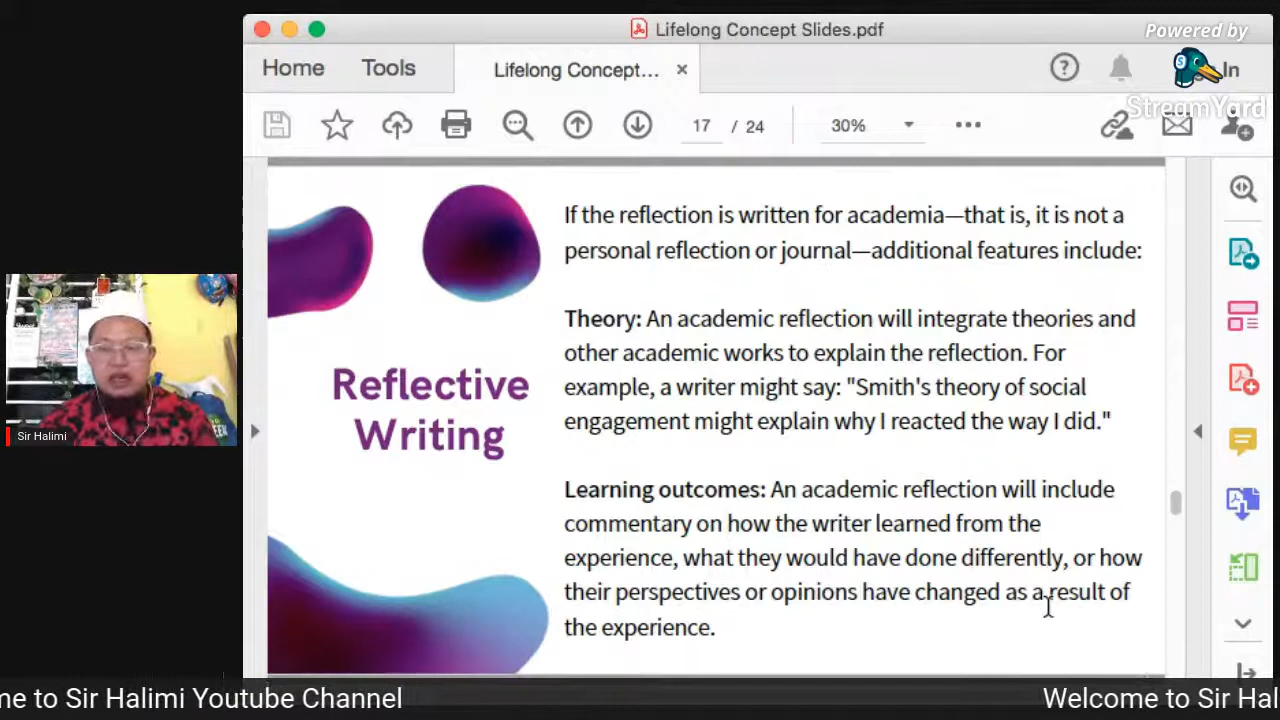 Lifelong Concept Slides.pdf
Powered by
Home
Tools
Lifelong Concept...
In
StreamYard
17 / 24
30%
If the reflection is written for academia—that is, it is not a
personal reflection or journal—additional features include:
Theory: An academic reflection will integrate theories and
other academic works to explain the reflection. For
example, a writer might say: "Smith's theory of social
engagement might explain why I reacted the way I did."
Reflective
Writing
Learning outcomes: An academic reflection will include
commentary on how the writer learned from the
experience, what they would have done differently, or how
their perspectives or opinions have changed as a result of
the experience.
Sir Halimi
me to Sir Halimi Youtube Channel
Welcome to Sir Hal